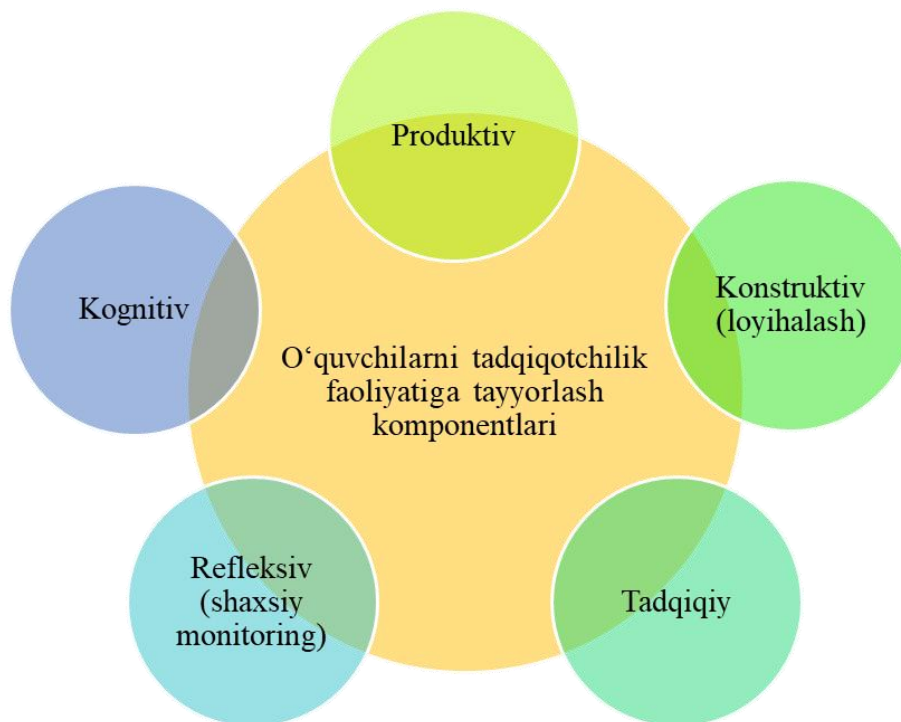 Produktiv
Kognitiv
Konstruktiv
(loyihalash)
O‘quvchilarni tadqiqotchilik
faoliyatiga tayyorlash
komponentlari
Refleksiv
(shaxsiy
monitoring)
Tadqiqiy